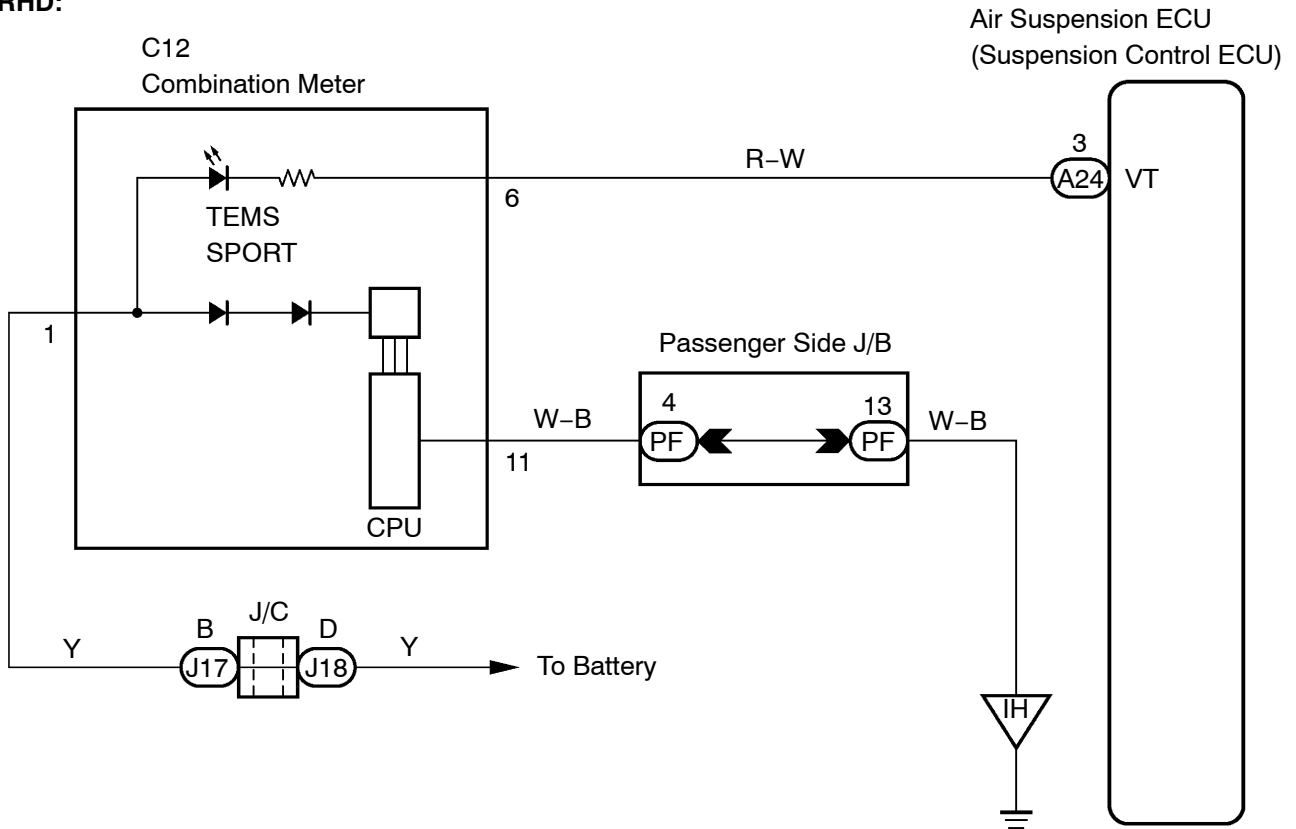 RHD:
Air Suspension ECU
(Suspension Control ECU)
C12
Combination Meter
3
R–W
A24
VT
6
TEMS
SPORT
1
Passenger Side J/B
4
13
W–B
PF
PF
W–B
11
CPU
J/C
B
D
Y
Y
J17
J18
To Battery
IH